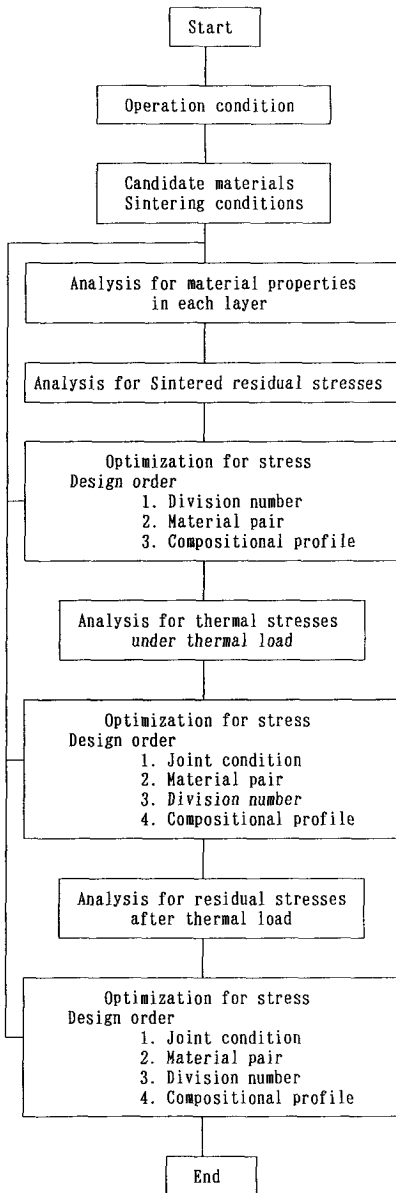 Start
Operation condition
Candidate materials
Sintering conditions
Analysis for material properties
in each layer
Analysis for Sintered residual stresses
Optimization for stress
Design order
1. Division number
2. Material pair
3. Compositional profile
Analysis for thermal stresses
under thermal load
Optimization for stress
Design order
1. Joint condition
2. Material pair
3. Division number
4. Compositional profile
Analysis for residual stresses
after thermal load
Optimization for stress
Design order
1. Joint condition
2. Material pair
3. Division number
4. Compositional profile
End